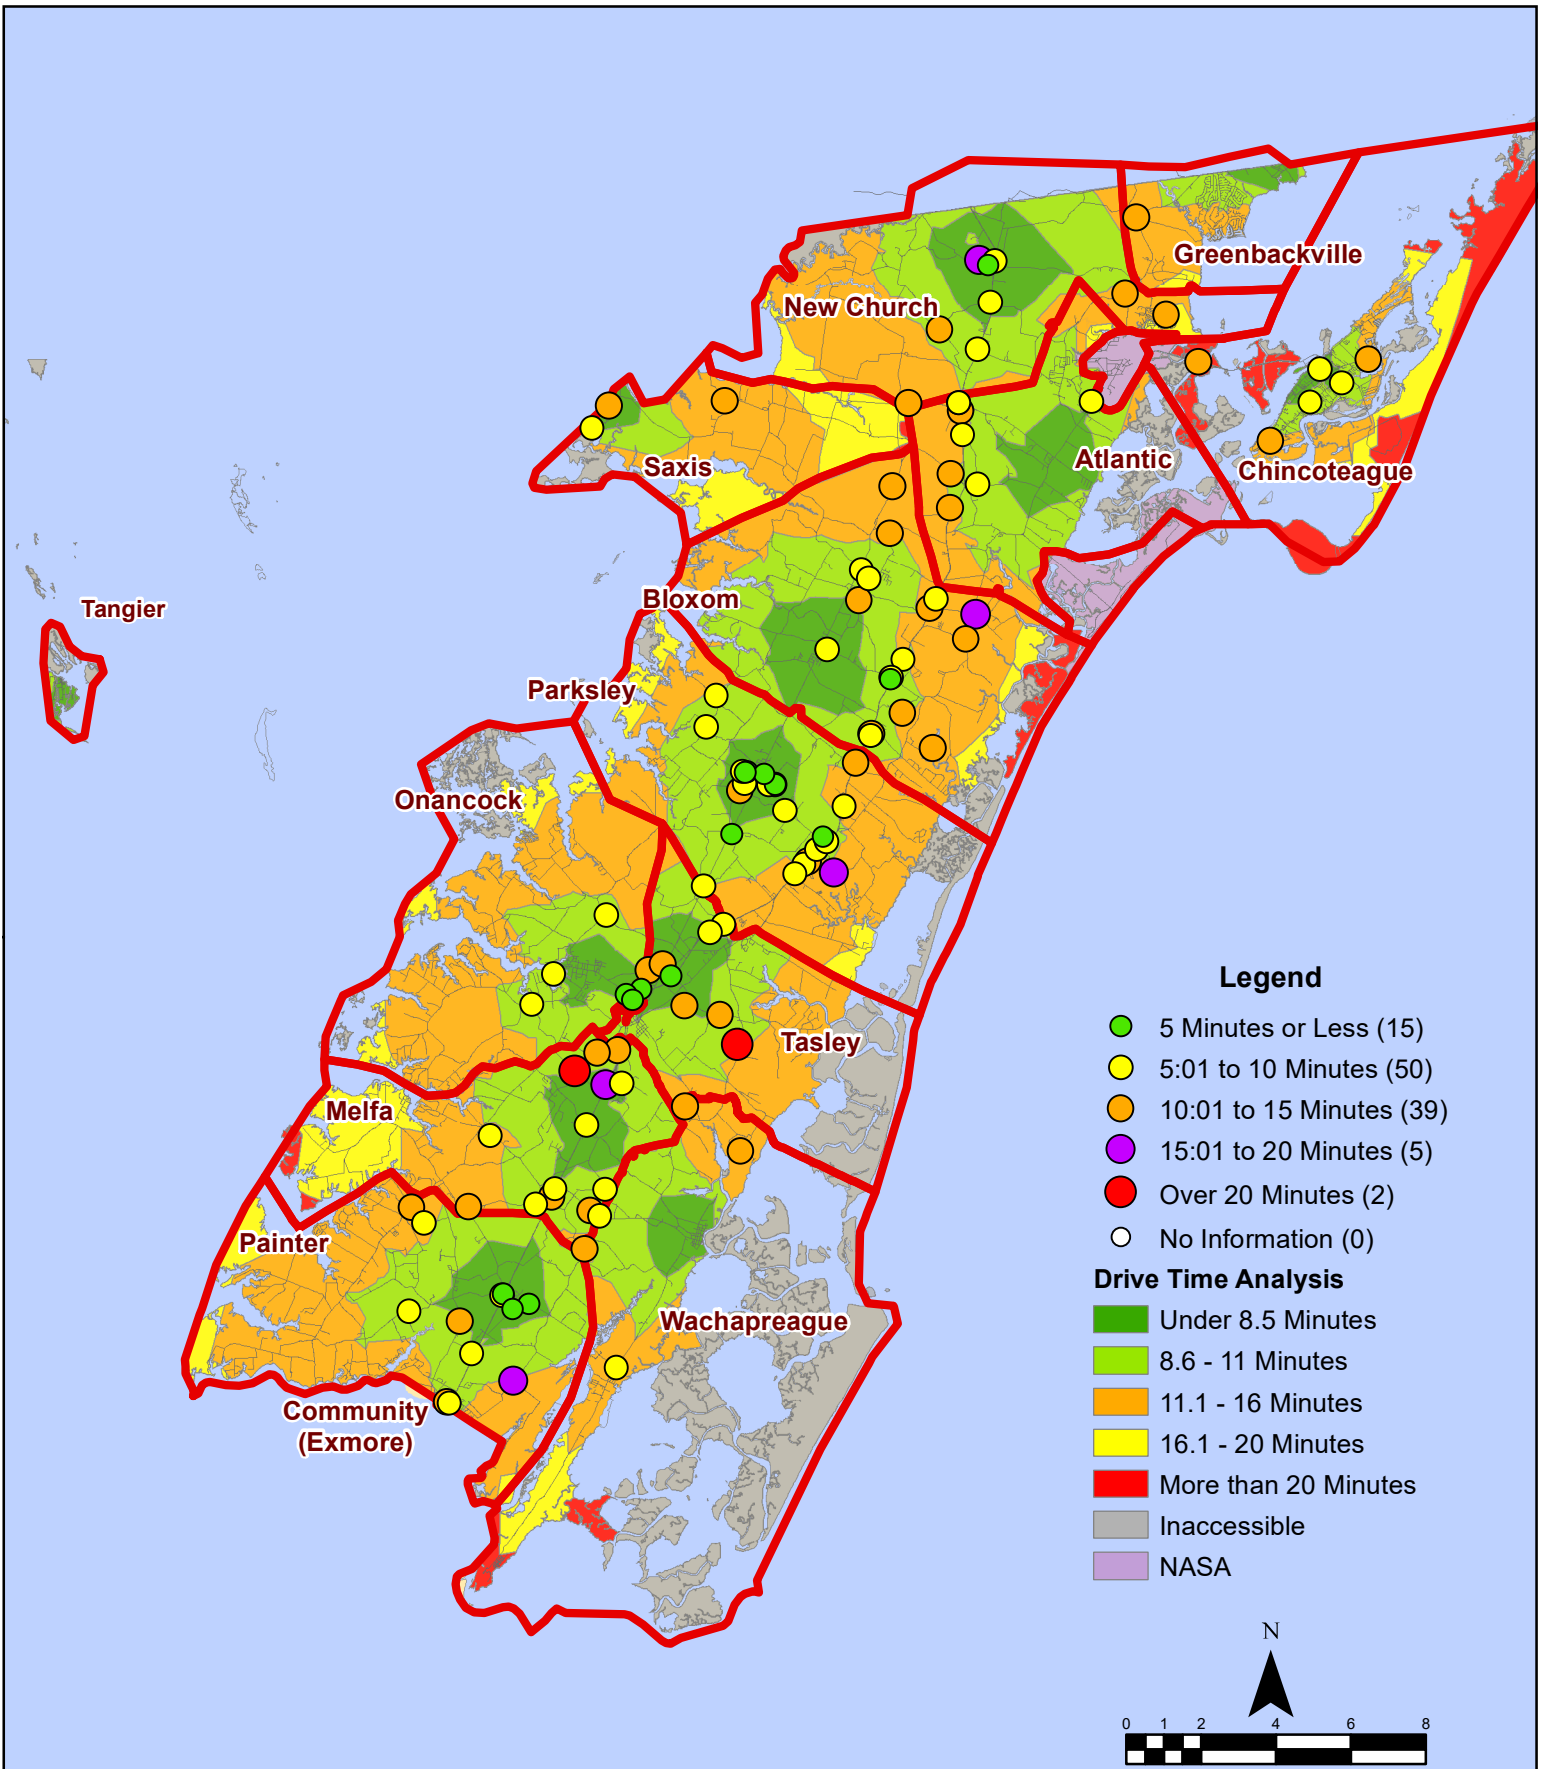 Greenbackville
New Church
Atlantic
Chincoteague
Saxis
Bloxom
Tangier
Parksley
Onancock
Tasley
Melfa
Painter
Wachapreague
Community
(Exmore)
Legend
5 Minutes or Less (15)
5:01 to 10 Minutes (50)
10:01 to 15 Minutes (39)
15:01 to 20 Minutes (5)
Over 20 Minutes (2)
No Information (0)
Drive Time Analysis
Under 8.5 Minutes
8.6 - 11 Minutes
11.1 - 16 Minutes
16.1 - 20 Minutes
More than 20 Minutes
Inaccessible
NASA
N
0 1 2 4 6 8